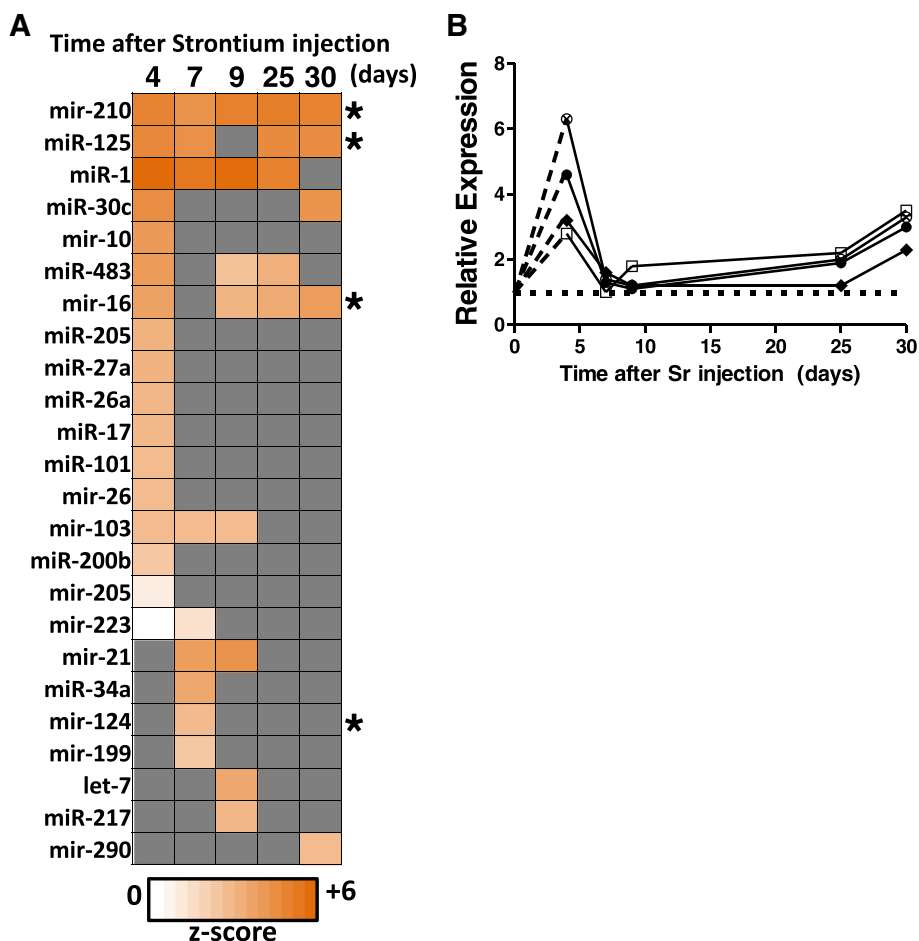 A
Time after Strontium injection
4 7 9 25 30 (days)
mir-210 *
miR-125 *
miR-1
miR-30c
mir-10
miR-483
mir-16 *
miR-205
miR-27a
miR-26a
miR-17
miR-101
mir-26
mir-103
miR-200b
mir-205
mir-223
mir-21
miR-34a
mir-124 *
mir-199
let-7
miR-217
mir-290
0 +6
z-score
B
Relative Expression
8
6
4
2
0
0 5 10 15 20 25 30
Time after Sr injection (days)